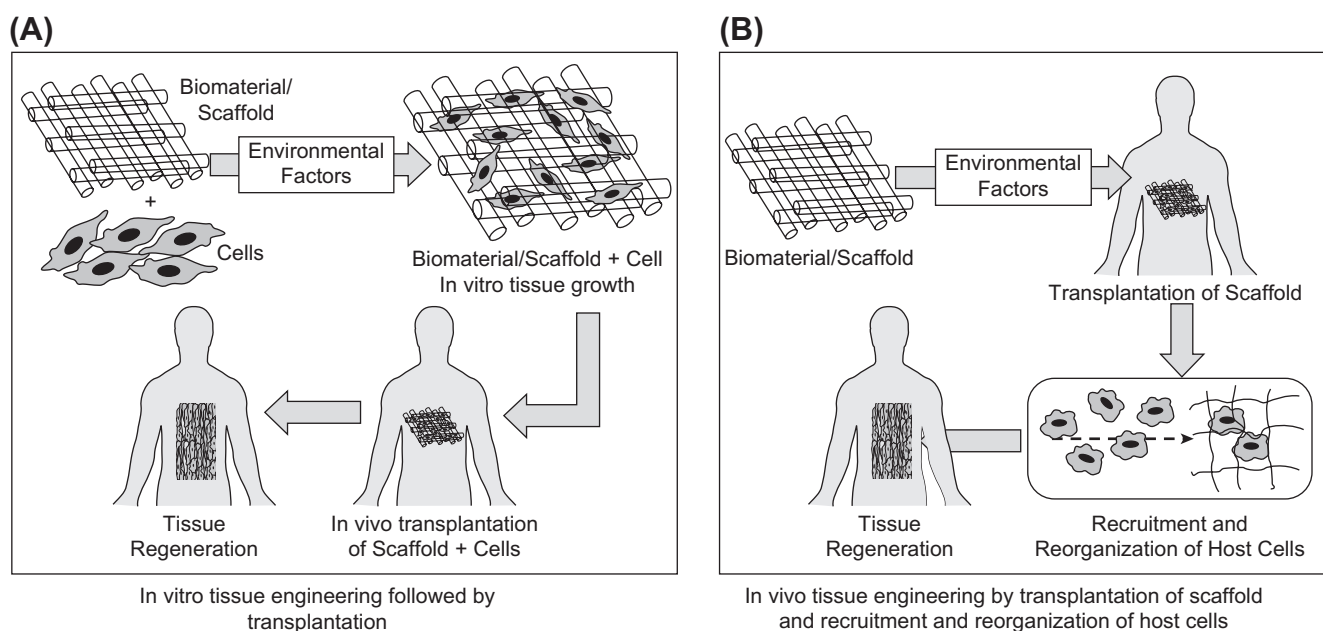 (A)
Biomaterial/
Scaffold
+
Cells
Environmental
Factors
Biomaterial/Scaffold + Cell
In vitro tissue growth
Tissue
Regeneration
In vivo transplantation
of Scaffold + Cells
In vitro tissue engineering followed by
transplantation
(B)
Biomaterial/Scaffold
Environmental
Factors
Transplantation of Scaffold
Tissue
Regeneration
Recruitment and
Reorganization of Host Cells
In vivo tissue engineering by transplantation of scaffold
and recruitment and reorganization of host cells